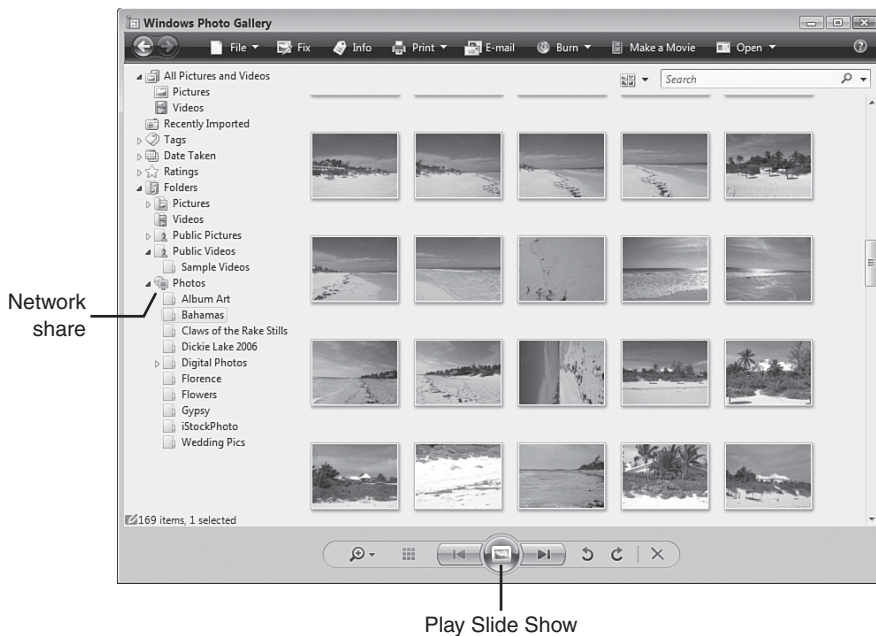 Windows Photo Gallery
File Fix Info Print E-mail Burn Make a Movie Open ?
Search
All Pictures and Videos
Pictures
Videos
Recently Imported
Tags
Date Taken
Ratings
Folders
Pictures
Videos
Public Pictures
Public Videos
Sample Videos
Photos
Album Art
Bahamas
Claws of the Rake Stills
Dickie Lake 2006
Digital Photos
Florence
Flowers
Gypsy
iStockPhoto
Wedding Pics
169 items, 1 selected
Network
share
Play Slide Show